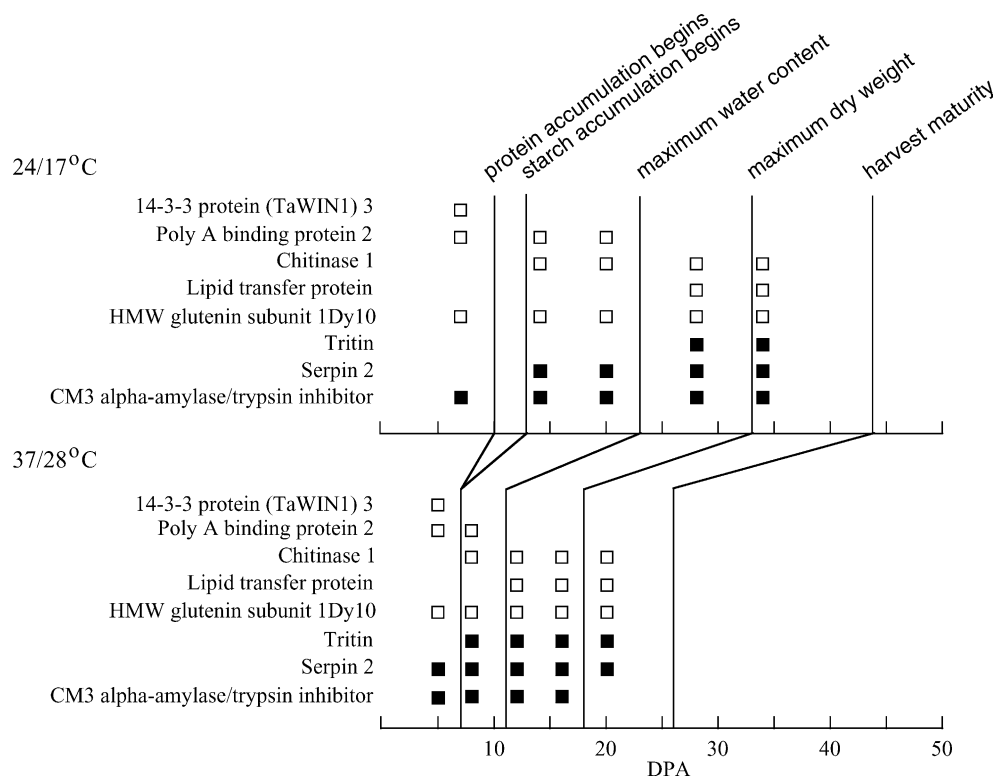 protein accumulation begins
starch accumulation begins
maximum water content
maximum dry weight
harvest maturity
24/17°C
14-3-3 protein (TaWIN1) 3
Poly A binding protein 2
Chitinase 1
Lipid transfer protein
HMW glutenin subunit 1Dy10
Tritin
Serpin 2
CM3 alpha-amylase/trypsin inhibitor
37/28°C
14-3-3 protein (TaWIN1) 3
Poly A binding protein 2
Chitinase 1
Lipid transfer protein
HMW glutenin subunit 1Dy10
Tritin
Serpin 2
CM3 alpha-amylase/trypsin inhibitor
10 20 30 40 50
DPA